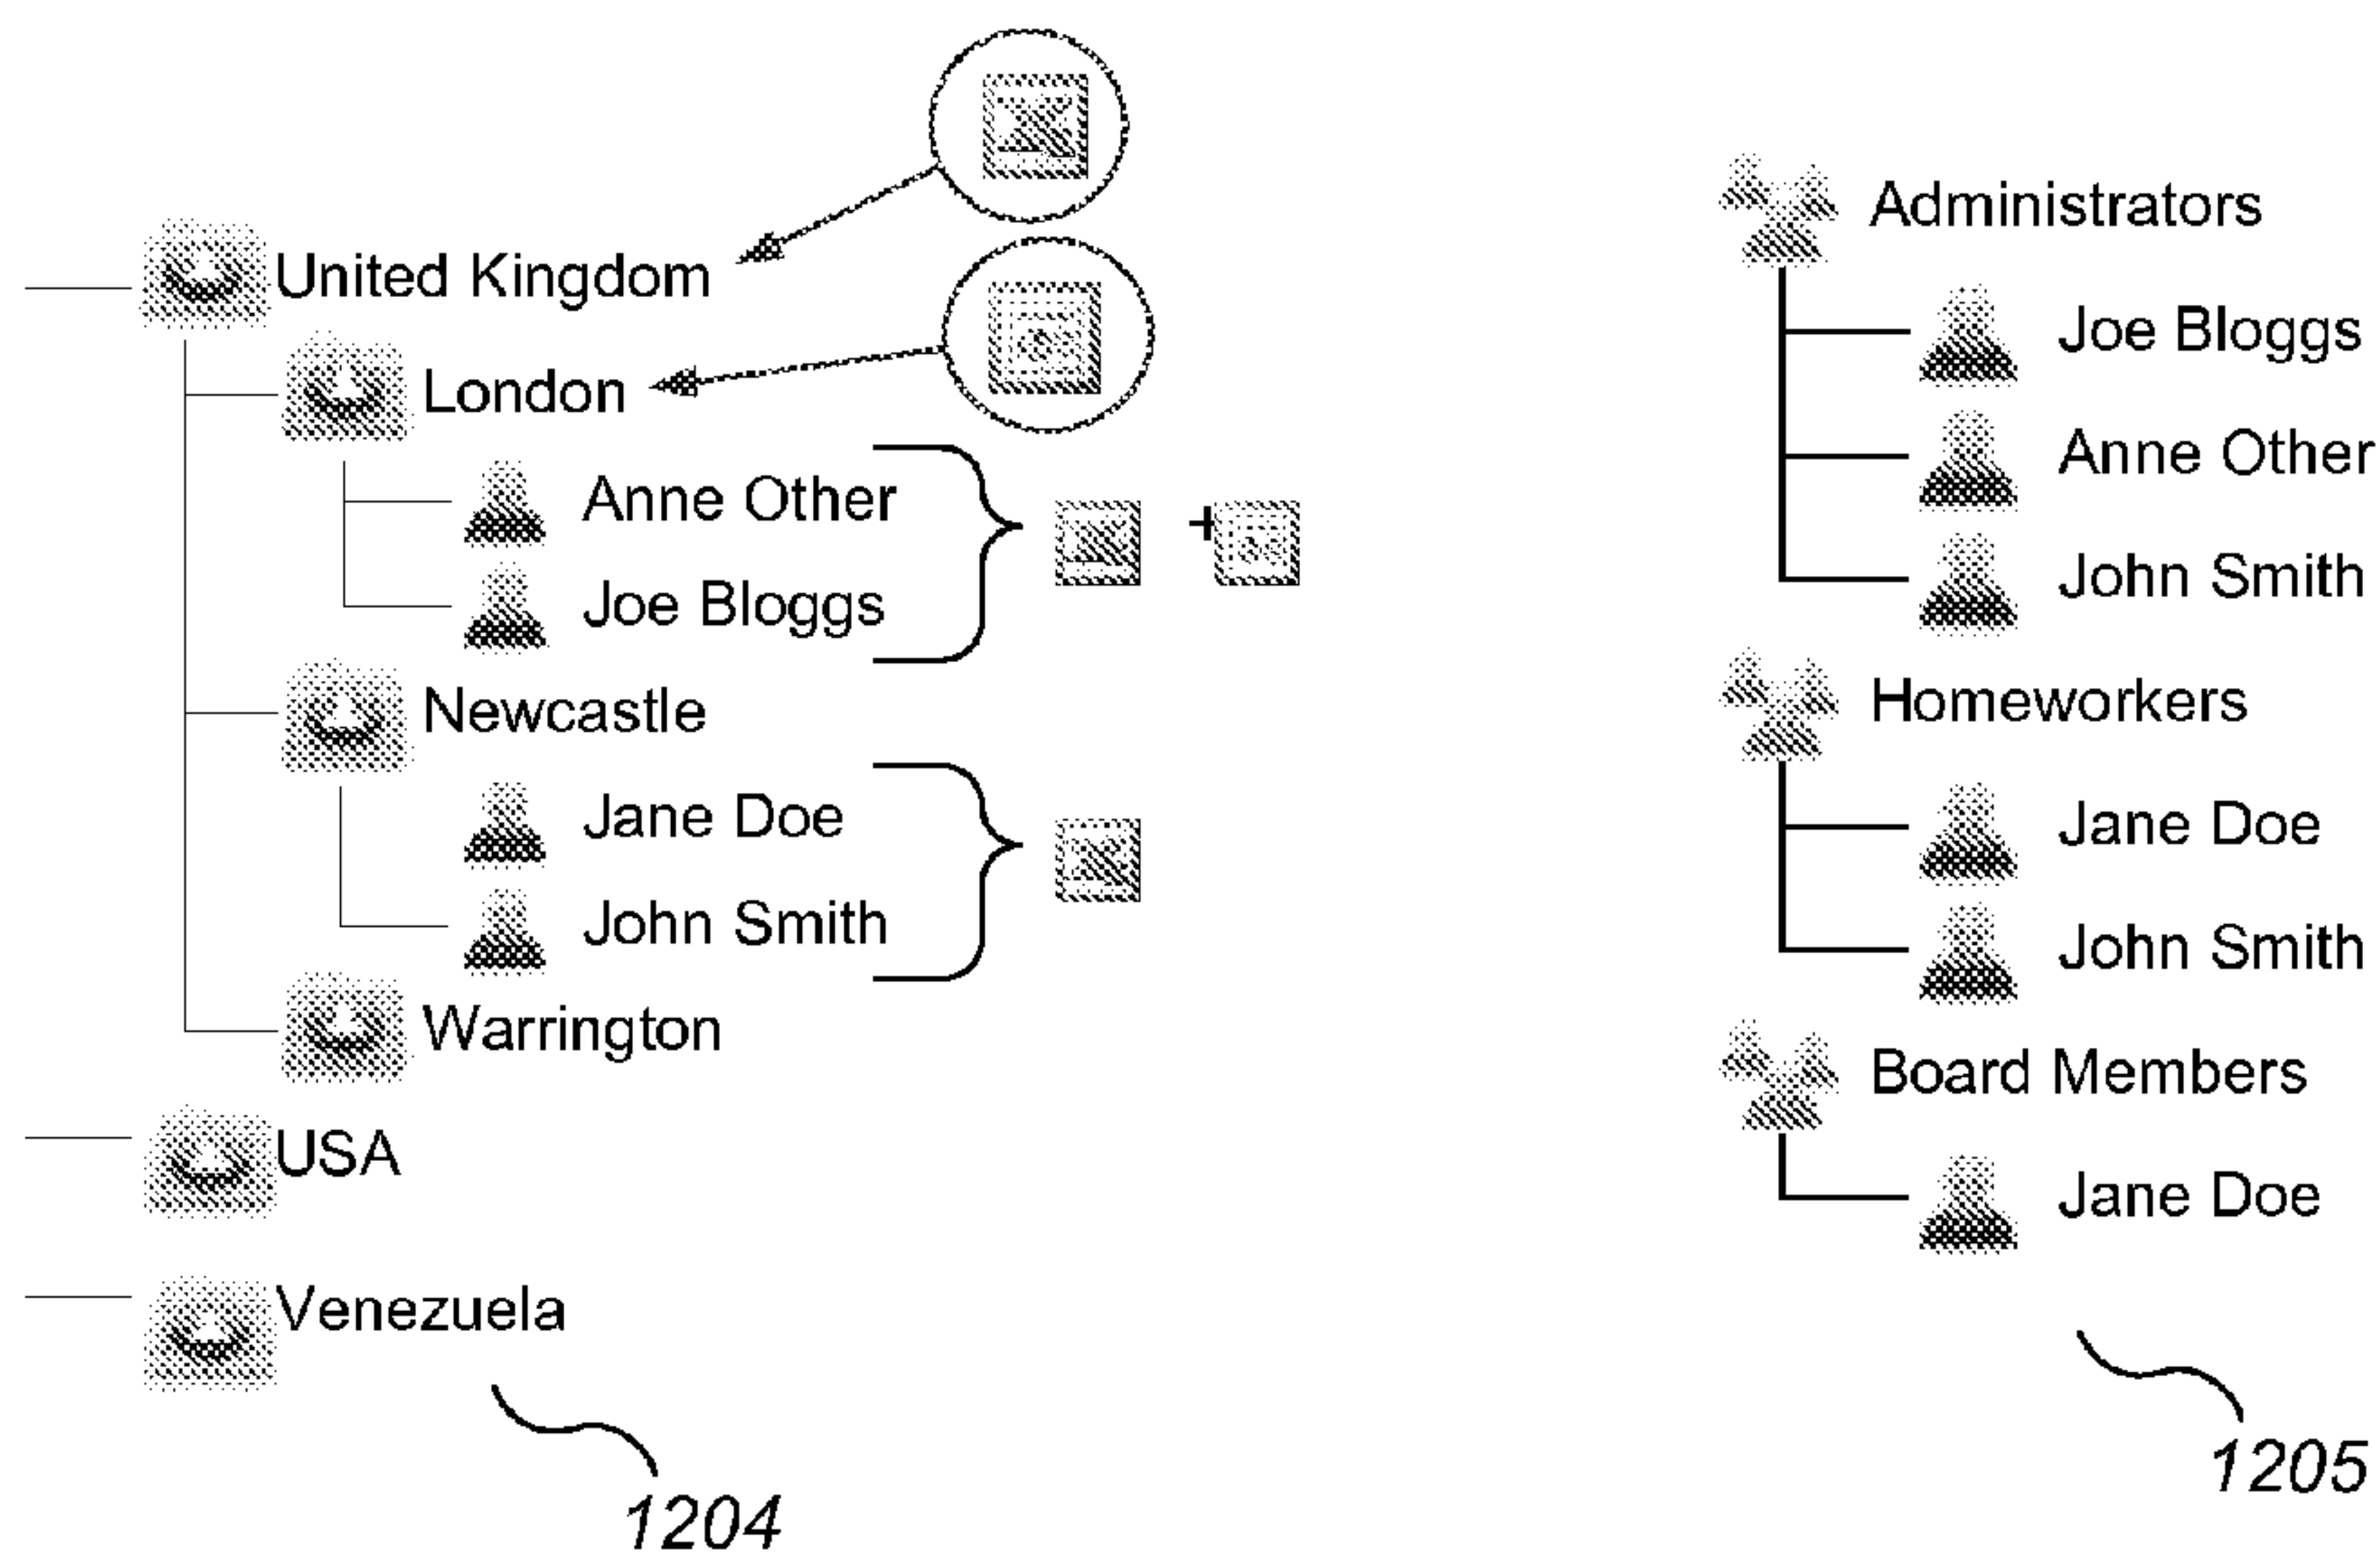 United Kingdom
London
Anne Other
+
Joe Bloggs
Newcastle
Jane Doe
John Smith
Warrington
USA
Venezuela
1204
Administrators
Joe Bloggs
Anne Other
John Smith
Homeworkers
Jane Doe
John Smith
Board Members
Jane Doe
1205